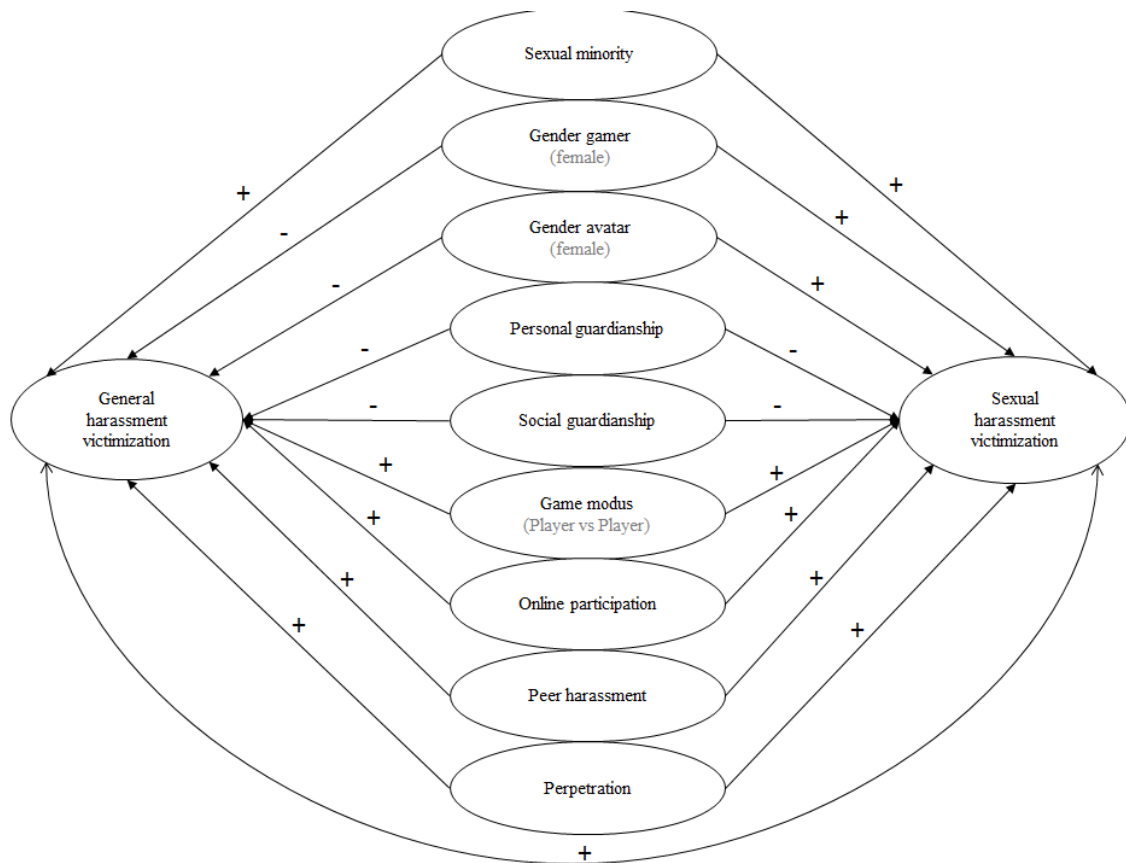 Sexual minority
Gender gamer
(female)
+
+
+
-
Gender avatar
(female)
+
-
Personal guardianship
-
-
General
harassment
victimization
Social guardianship
-
-
Sexual
harassment
victimization
+
+
Game modus
(Player vs Player)
+
+
Online participation
+
+
+
+
Peer harassment
Perpetration
+